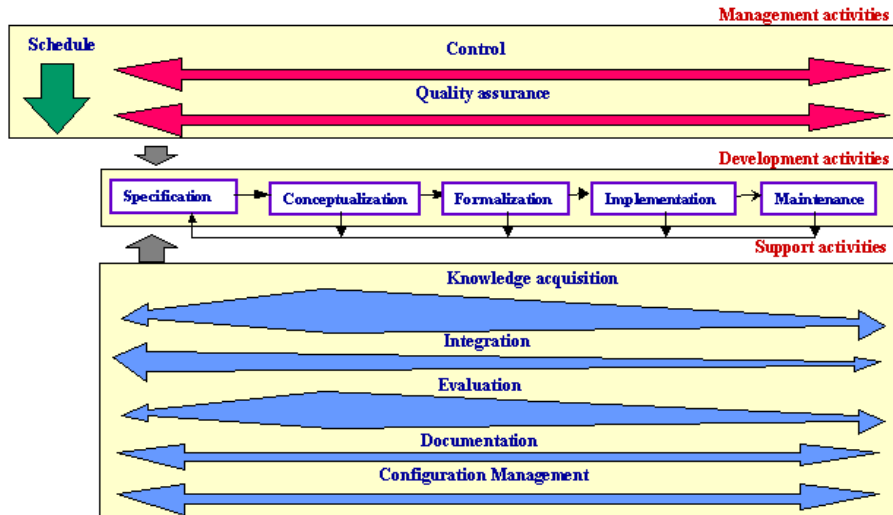 Management activities
Schedule
Control
Quality assurance
Development activities
Specification
Conceptualization
Formalization
Implementation
Maintenance
Support activities
Knowledge acquisition
Integration
Evaluation
Documentation
Configuration Management